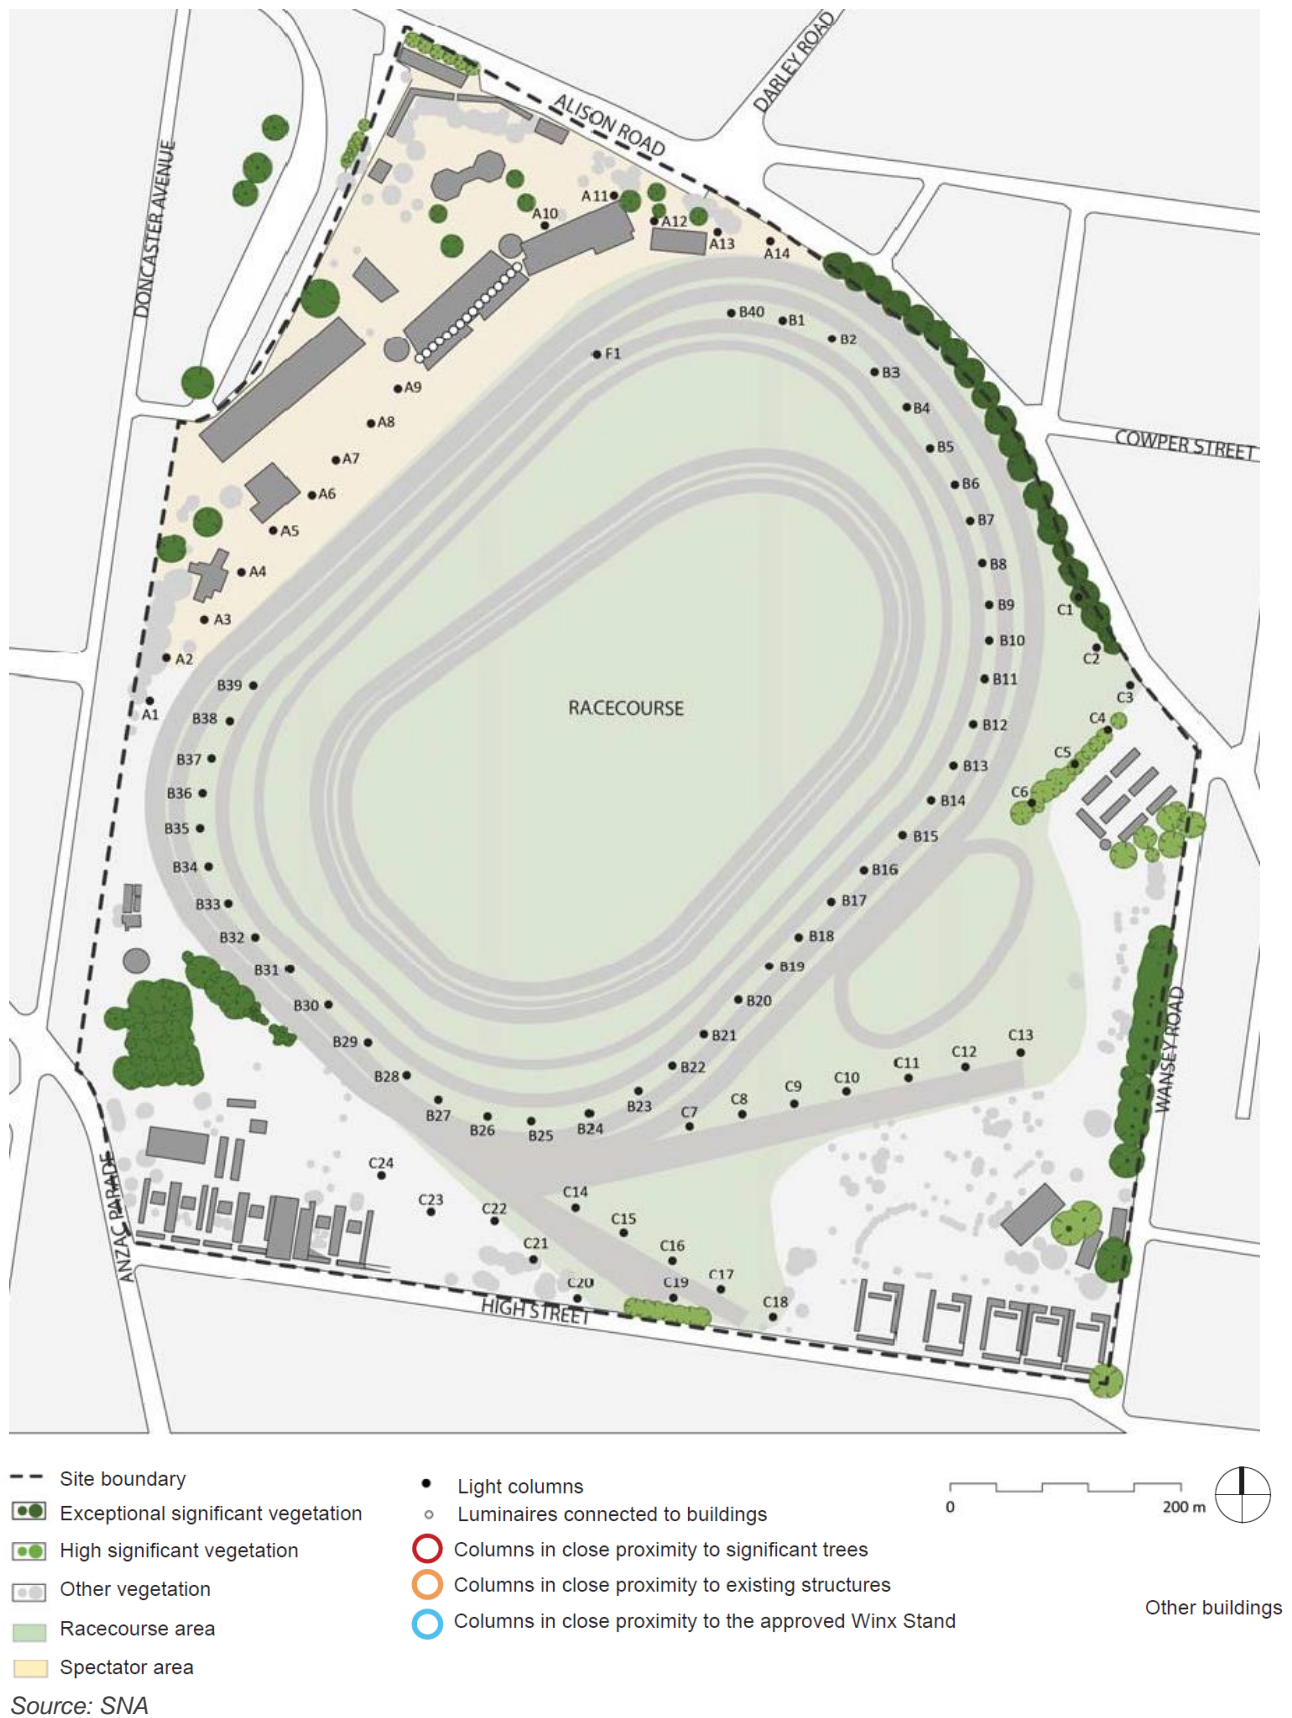 DARLEY ROAD
ALISON ROAD
DONCASTER AVENUE
A11
A10
A12
A13
A14
B40
B1
B2
F1
B3
A9
B4
A8
COWPER STREET
B5
A7
B6
A6
B7
A5
B8
A4
B9
C1
A3
B10
A2
C2
B11
B39
C3
RACECOURSE
A1
B38
C4
B12
C5
B37
B13
C6
B36
B14
B35
B15
B34
B16
B33
B17
B32
B18
B31
B19
B30
B20
WANSEY ROAD
B29
B21
C13
C12
B22
C11
B28
C10
C9
B23
C8
B27
C7
B26
B24
B25
ANZAC PARADE
C24
C14
C23
C22
C15
C21
C16
C17
C20
C19
C18
HIGH STREET
Site boundary
Exceptional significant vegetation
High significant vegetation
Other vegetation
Racecourse area
Spectator area
Light columns
Luminaires connected to buildings
Columns in close proximity to significant trees
Columns in close proximity to existing structures
Columns in close proximity to the approved Winx Stand
0
200 m
Other buildings
Source: SNA